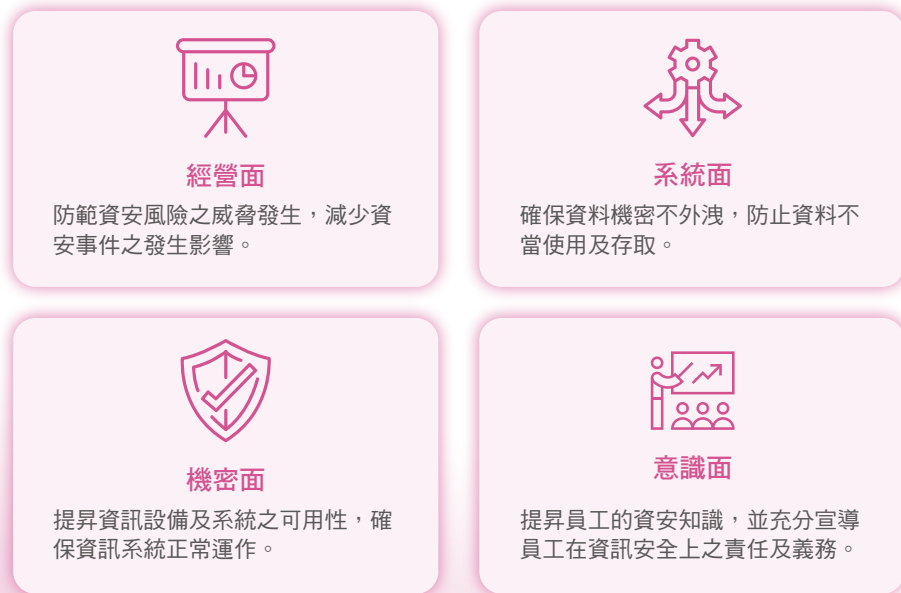 經營面
防範資安風險之威脅發生，減少資
安事件之發生影響。
系統面
確保資料機密不外洩，防止資料不
當使用及存取。
機密面
提昇資訊設備及系統之可用性，確
保資訊系統正常運作。
意識面
提昇員工的資安知識，並充分宣導
員工在資訊安全上之責任及義務。